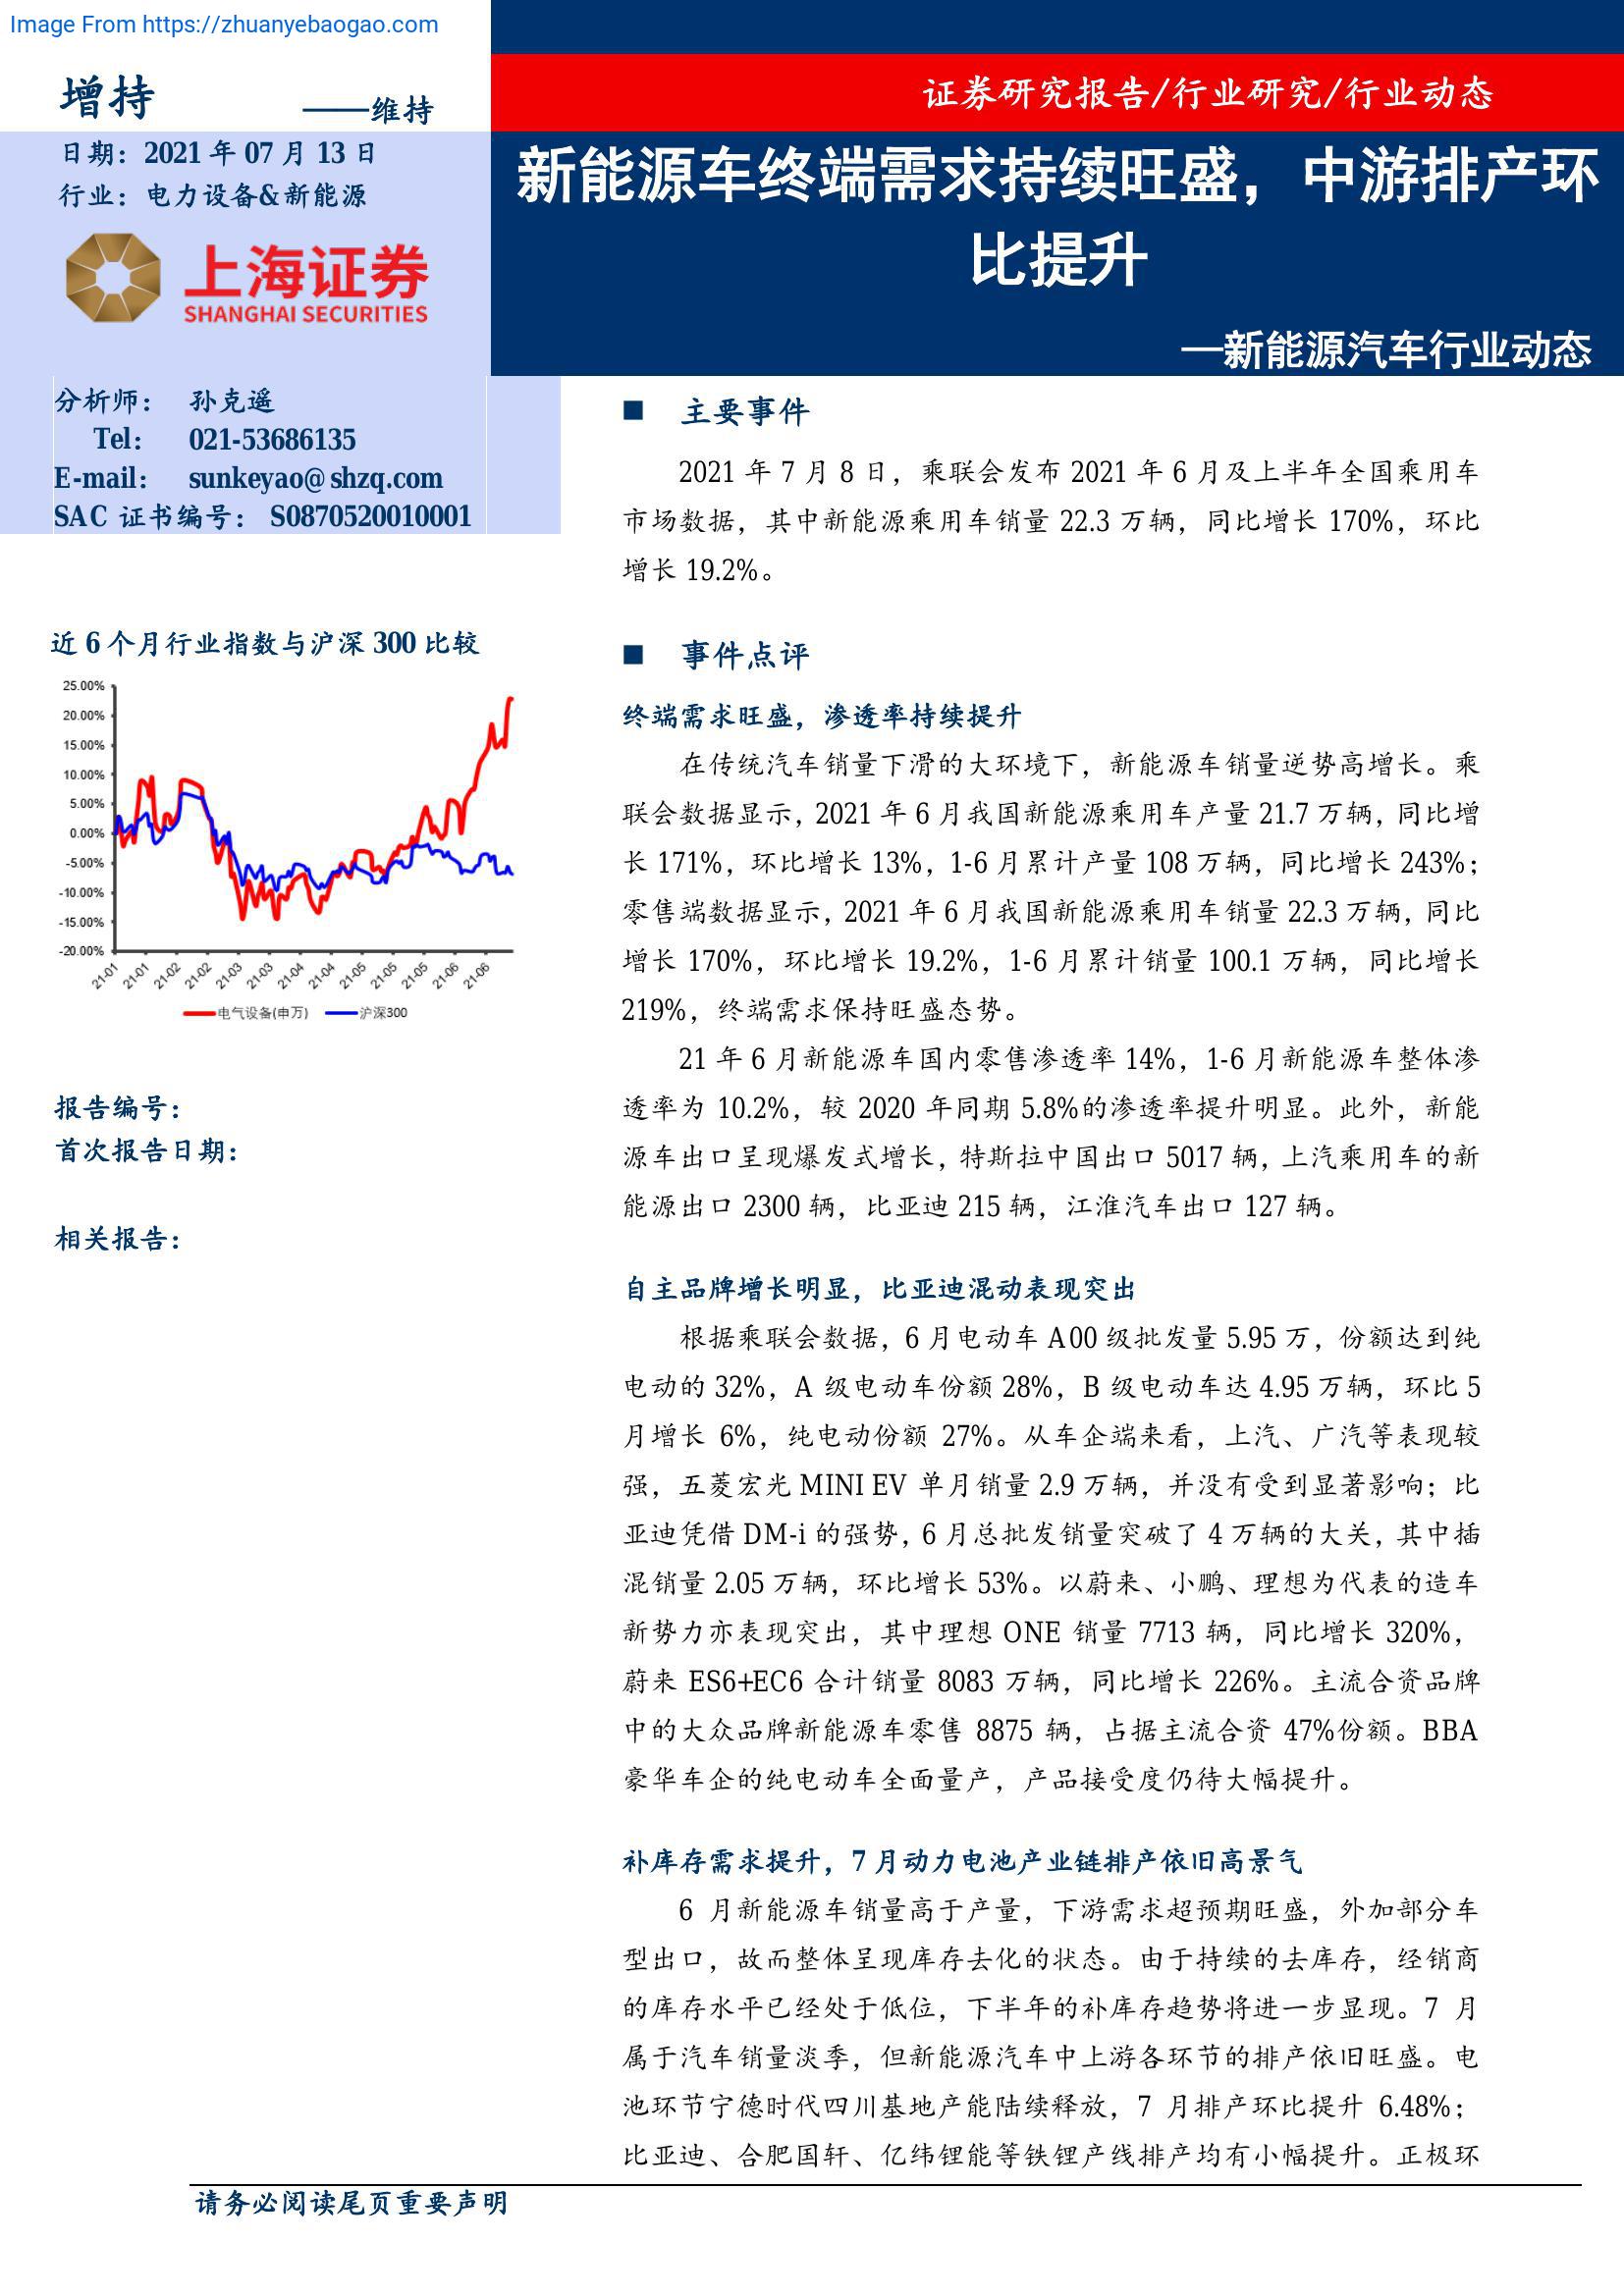 Image From https://zhuanyebaogao.com
增持 ——维持
证券研究报告/行业研究/行业动态
日期：2021 年 07 月 13 日
行业：电力设备&新能源
上海证券
SHANGHAI SECURITIES
新能源车终端需求持续旺盛，中游排产环
比提升
—新能源汽车行业动态
分析师： 孙克遥
Tel： 021-53686135
E-mail： sunkeyao@shzq.com
SAC 证书编号： S0870520010001
近 6 个月行业指数与沪深 300 比较
25.00%
20.00%
15.00%
10.00%
5.00%
0.00%
-5.00%
-10.00%
-15.00%
-20.00%
21-01 21-01 21-02 21-02 21-03 21-03 21-04 21-04 21-05 21-05 21-05 21-06 21-06
电气设备(申万) 沪深300
报告编号：
首次报告日期：
相关报告：
■ 主要事件
2021 年 7 月 8 日，乘联会发布 2021 年 6 月及上半年全国乘用车
市场数据，其中新能源乘用车销量 22.3 万辆，同比增长 170%，环比
增长 19.2%。
■ 事件点评
终端需求旺盛，渗透率持续提升
在传统汽车销量下滑的大环境下，新能源车销量逆势高增长。乘
联会数据显示，2021 年 6 月我国新能源乘用车产量 21.7 万辆，同比增
长 171%，环比增长 13%，1-6 月累计产量 108 万辆，同比增长 243%；
零售端数据显示，2021 年 6 月我国新能源乘用车销量 22.3 万辆，同比
增长 170%，环比增长 19.2%，1-6 月累计销量 100.1 万辆，同比增长
219%，终端需求保持旺盛态势。
21 年 6 月新能源车国内零售渗透率 14%，1-6 月新能源车整体渗
透率为 10.2%，较 2020 年同期 5.8%的渗透率提升明显。此外，新能
源车出口呈现爆发式增长，特斯拉中国出口 5017 辆，上汽乘用车的新
能源出口 2300 辆，比亚迪 215 辆，江淮汽车出口 127 辆。
自主品牌增长明显，比亚迪混动表现突出
根据乘联会数据，6 月电动车 A00 级批发量 5.95 万，份额达到纯
电动的 32%，A 级电动车份额 28%，B 级电动车达 4.95 万辆，环比 5
月增长 6%，纯电动份额 27%。从车企端来看，上汽、广汽等表现较
强，五菱宏光 MINI EV 单月销量 2.9 万辆，并没有受到显著影响；比
亚迪凭借 DM-i 的强势，6 月总批发销量突破了 4 万辆的大关，其中插
混销量 2.05 万辆，环比增长 53%。以蔚来、小鹏、理想为代表的造车
新势力亦表现突出，其中理想 ONE 销量 7713 辆，同比增长 320%，
蔚来 ES6+EC6 合计销量 8083 万辆，同比增长 226%。主流合资品牌
中的大众品牌新能源车零售 8875 辆，占据主流合资 47%份额。BBA
豪华车企的纯电动车全面量产，产品接受度仍待大幅提升。
补库存需求提升，7 月动力电池产业链排产依旧高景气
6 月新能源车销量高于产量，下游需求超预期旺盛，外加部分车
型出口，故而整体呈现库存去化的状态。由于持续的去库存，经销商
的库存水平已经处于低位，下半年的补库存趋势将进一步显现。7 月
属于汽车销量淡季，但新能源汽车中上游各环节的排产依旧旺盛。电
池环节宁德时代四川基地产能陆续释放，7 月排产环比提升 6.48%；
比亚迪、合肥国轩、亿纬锂能等铁锂产线排产均有小幅提升。正极环
请务必阅读尾页重要声明